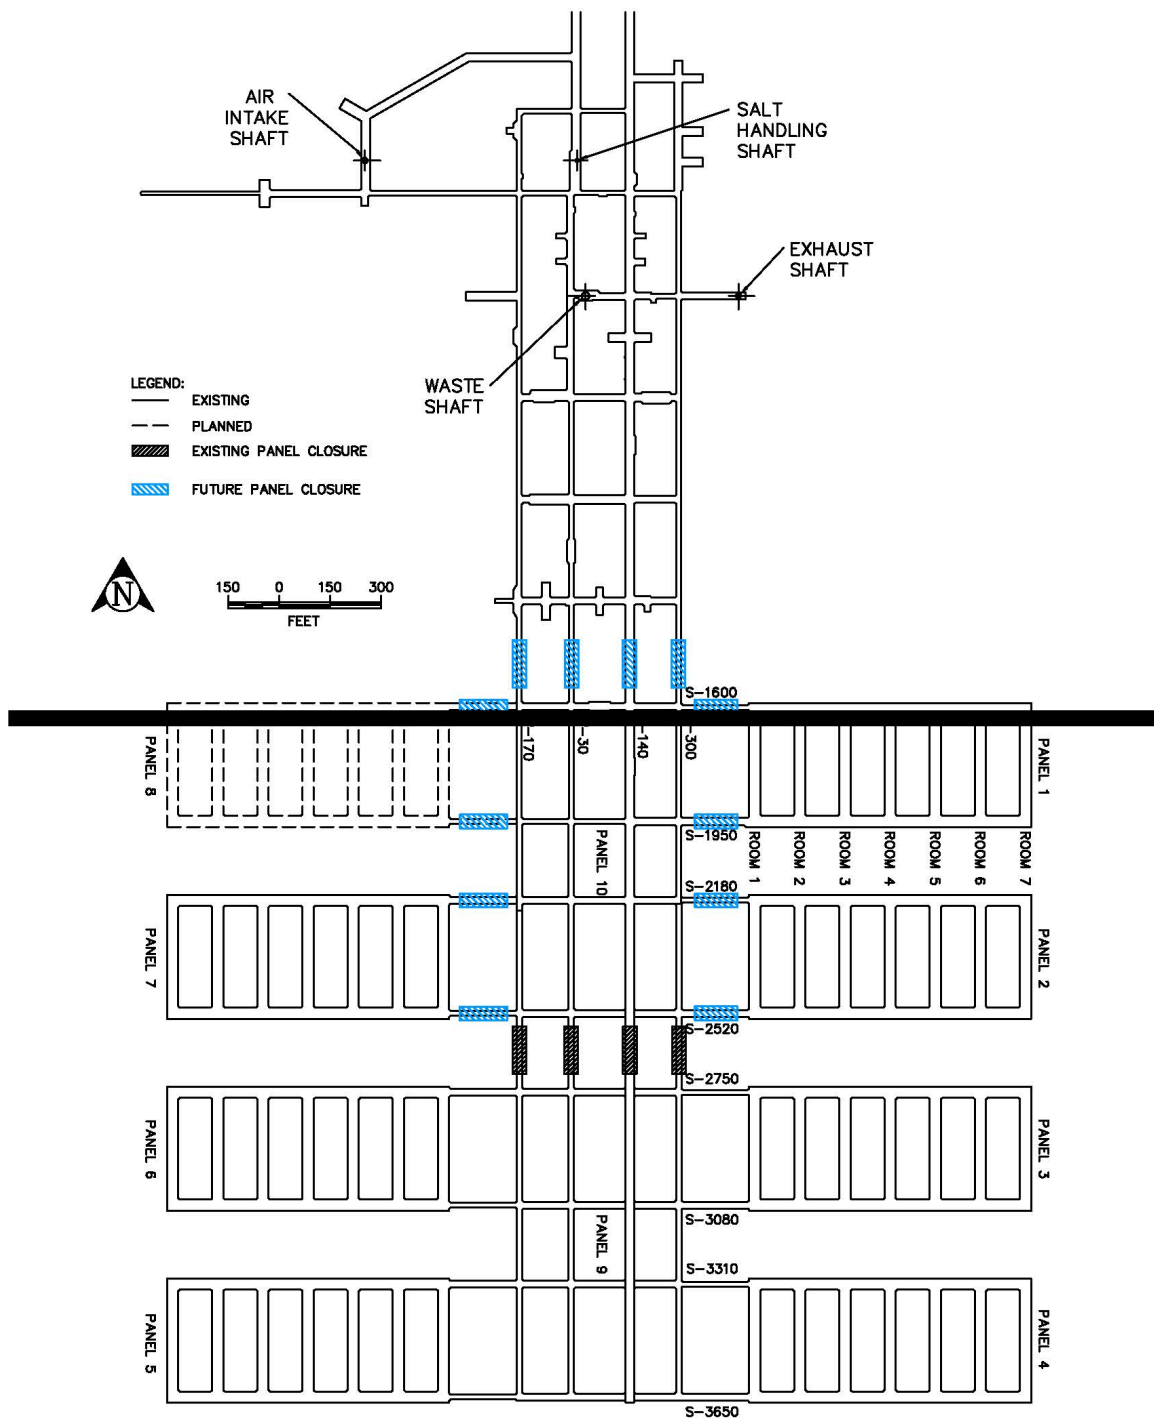 AIR
INTAKE
SHAFT
SALT
HANDLING
SHAFT
EXHAUST
SHAFT
WASTE
SHAFT
LEGEND:
EXISTING
PLANNED
EXISTING PANEL CLOSURE
FUTURE PANEL CLOSURE
N
150 0 150 300
FEET
S-1600
-170
-30
-140
-300
PANEL 8
PANEL 1
S-1950
PANEL 10
ROOM 1
ROOM 2
ROOM 3
ROOM 4
ROOM 5
ROOM 6
ROOM 7
S-2180
PANEL 7
PANEL 2
S-2520
S-2750
PANEL 6
PANEL 3
S-3080
PANEL 9
S-3310
PANEL 5
PANEL 4
S-3650